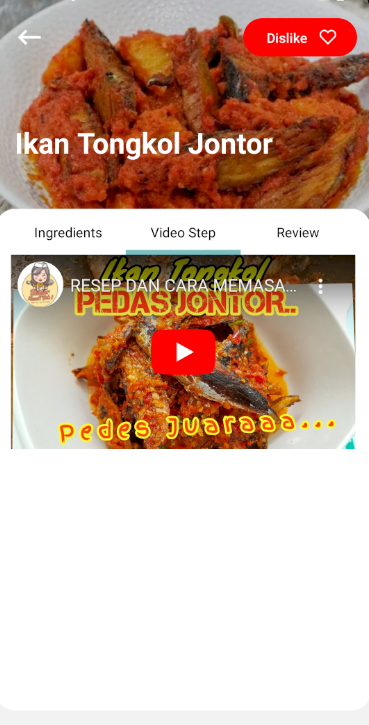 Dislike
Ikan Tongkol Jontor
Ingredients
Video Step
Review
Ikan Tongkol
RESEP DAN CARA MEMASA...
PEDAS JONTOR..
Pedes Juaraaa...